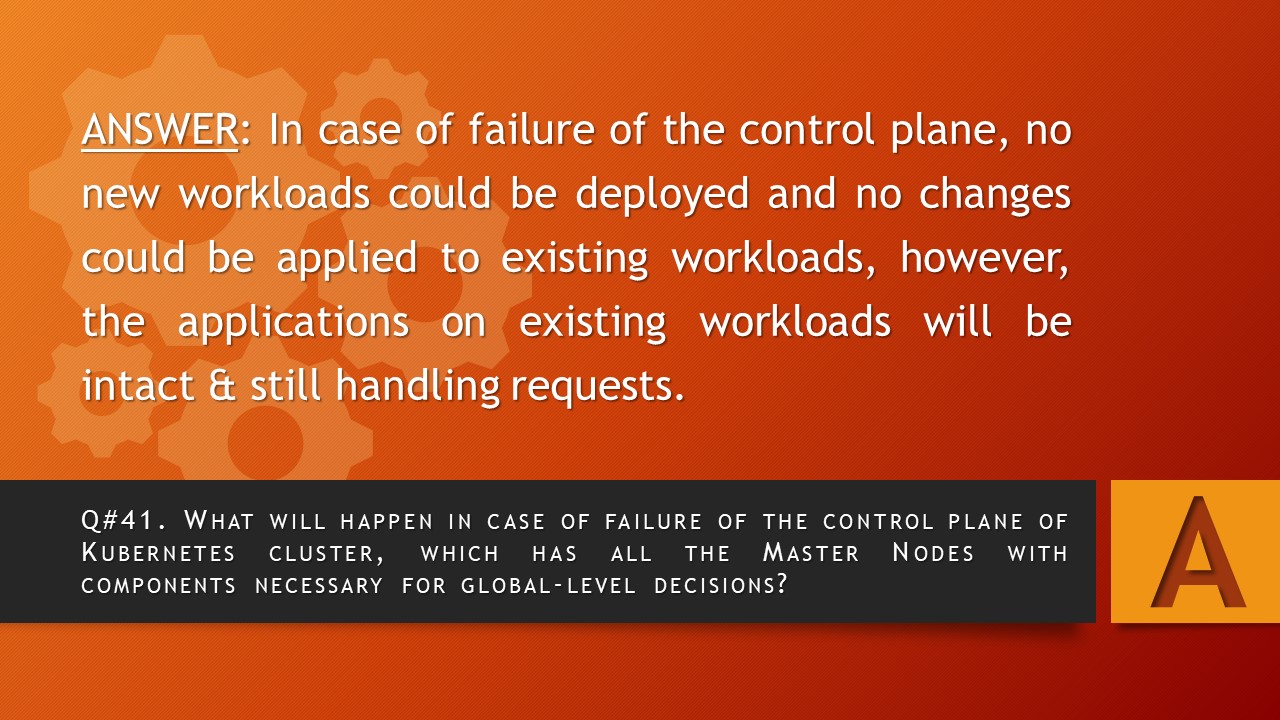 ANSWER: In case of failure of the control plane, no
new workloads could be deployed and no changes
could be applied to existing workloads, however,
the applications on existing workloads will be
intact & still handling requests.
Q#41. What will happen in case of failure of the control plane of
Kubernetes cluster, which has all the Master Nodes with
components necessary for global-level decisions?
A